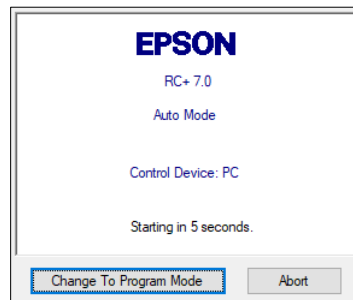 EPSON
RC+ 7.0
Auto Mode
Control Device: PC
Starting in 5 seconds.
Change To Program Mode
Abort